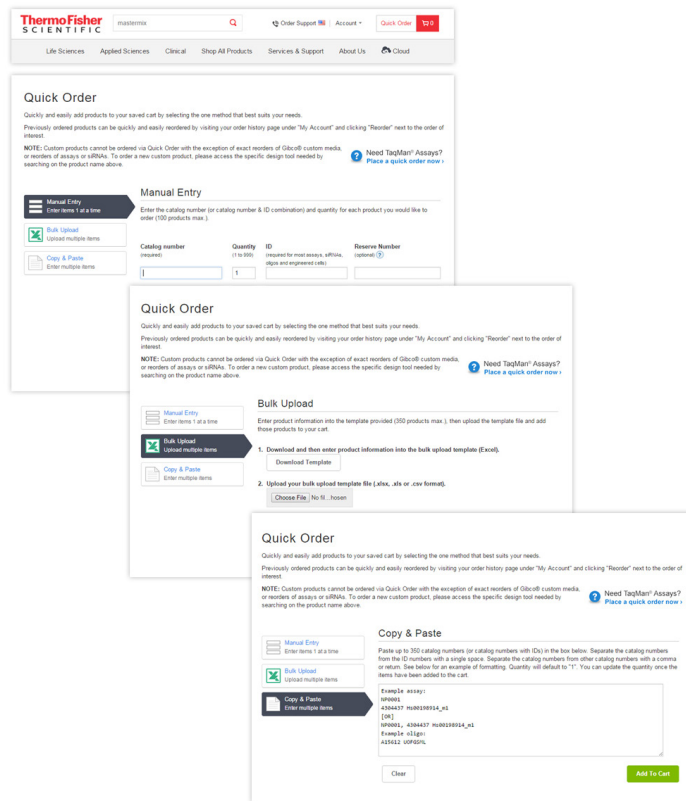 ThermoFisher
SCIENTIFIC
mastermix
Order Support
Account
Quick Order
0
Life Sciences Applied Sciences Clinical Shop All Products Services & Support About Us Cloud
Quick Order
Quickly and easily add products to your saved cart by selecting the one method that best suits your needs.
Previously ordered products can be quickly and easily reordered by visiting your order history page under "My Account" and clicking "Reorder" next to the order of
interest.
NOTE: Custom products cannot be ordered via Quick Order with the exception of exact reorders of Gibco® custom media,
or reorders of assays or siRNAs. To order a new custom product, please access the specific design tool needed by
searching on the product name above.
? Need TaqMan® Assays?
Place a quick order now ›
Manual Entry
Enter items 1 at a time
Bulk Upload
Upload multiple items
Copy & Paste
Enter multiple items
Manual Entry
Enter the catalog number (or catalog number & ID combination) and quantity for each product you would like to
order (100 products max.).
Catalog number
(required)
Quantity
(1 to 999)
1
ID
(required for most assays, siRNAs,
oligos and engineered cells)
Reserve Number
(optional) ?
Quick Order
Quickly and easily add products to your saved cart by selecting the one method that best suits your needs.
Previously ordered products can be quickly and easily reordered by visiting your order history page under "My Account" and clicking "Reorder" next to the order of
interest.
NOTE: Custom products cannot be ordered via Quick Order with the exception of exact reorders of Gibco® custom media,
or reorders of assays or siRNAs. To order a new custom product, please access the specific design tool needed by
searching on the product name above.
? Need TaqMan® Assays?
Place a quick order now ›
Manual Entry
Enter items 1 at a time
Bulk Upload
Upload multiple items
Copy & Paste
Enter multiple items
Bulk Upload
Enter product information into the template provided (350 products max.), then upload the template file and add
those products to your cart.
1. Download and then enter product information into the bulk upload template (Excel).
Download Template
2. Upload your bulk upload template file (.xlsx, .xls or .csv format).
Choose File No fil...hosen
Quick Order
Quickly and easily add products to your saved cart by selecting the one method that best suits your needs.
Previously ordered products can be quickly and easily reordered by visiting your order history page under "My Account" and clicking "Reorder" next to the order of
interest.
NOTE: Custom products cannot be ordered via Quick Order with the exception of exact reorders of Gibco® custom media,
or reorders of assays or siRNAs. To order a new custom product, please access the specific design tool needed by
searching on the product name above.
? Need TaqMan® Assays?
Place a quick order now ›
Manual Entry
Enter items 1 at a time
Bulk Upload
Upload multiple items
Copy & Paste
Enter multiple items
Copy & Paste
Paste up to 350 catalog numbers (or catalog numbers with IDs) in the box below. Separate the catalog numbers
from the ID numbers with a single space. Separate the catalog numbers from other catalog numbers with a comma
or return. See below for an example of formatting. Quantity will default to "1". You can update the quantity once the
items have been added to the cart.
Example assay:
NP0001
4304437 Hs00198914_m1
[OR]
NP0001, 4304437 Hs00198914_m1
Example oligo:
A15612 UOFQSML
Clear
Add To Cart